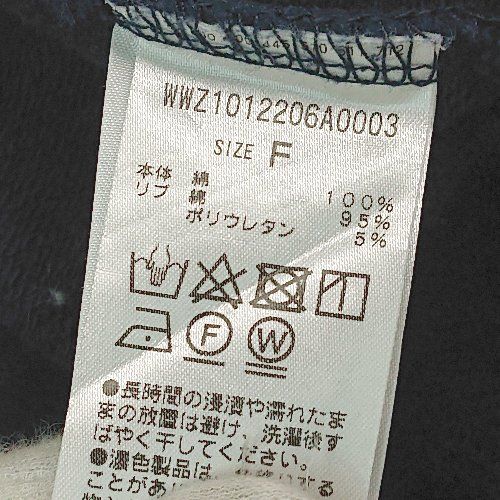 WWZ1012206A0003
SIZE F
本体 綿 100%
リブ 綿 95%
ポリウレタン 5%
F W
●長時間の浸漬や濡れたま
まの放置は避け、洗濯後す
ばやく干してください。
●濃色製品は、
ことがあ